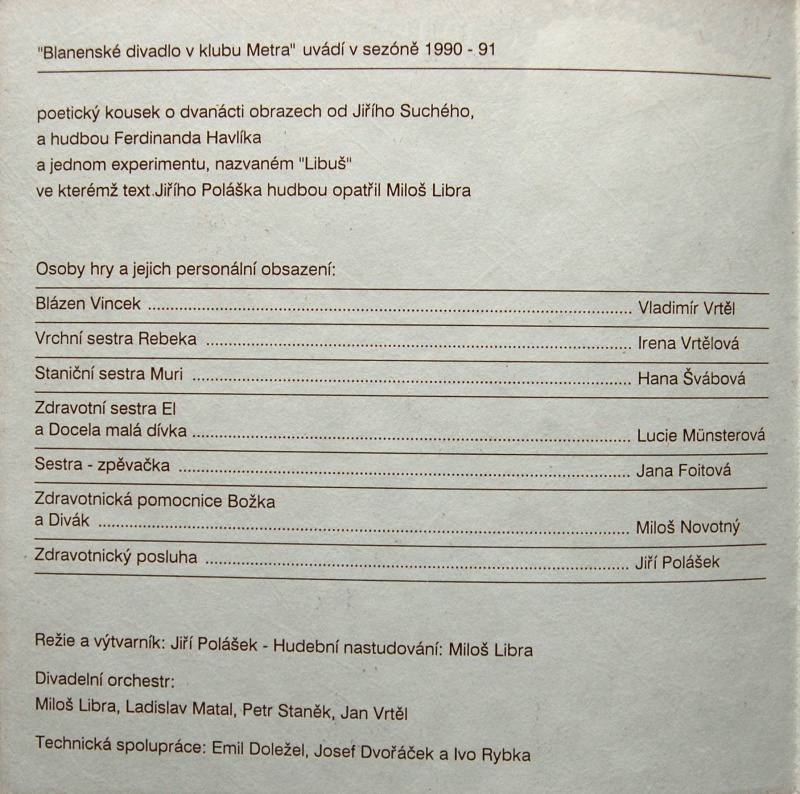 "Blanenské divadlo v klubu Metra" uvádí v sezóně 1990 - 91
poetický kousek o dvanácti obrazech od Jiřího Suchého,
a hudbou Ferdinanda Havlíka
a jednom experimentu, nazvaném "Libuš"
ve kterémž text Jiřího Poláška hudbou opatřil Miloš Libra
Osoby hry a jejich personální obsazení:
Blázen Vincek ........................................ Vladimír Vrtěl
Vrchní sestra Rebeka ........................................ Irena Vrtělová
Staniční sestra Muri ........................................ Hana Švábová
Zdravotní sestra El
a Docela malá dívka ........................................ Lucie Münsterová
Sestra - zpěvačka ........................................ Jana Foitová
Zdravotnická pomocnice Božka
a Divák ........................................ Miloš Novotný
Zdravotnický posluha ........................................ Jiří Polášek
Režie a výtvarník: Jiří Polášek - Hudební nastudování: Miloš Libra
Divadelní orchestr:
Miloš Libra, Ladislav Matal, Petr Staněk, Jan Vrtěl
Technická spolupráce: Emil Doležel, Josef Dvořáček a Ivo Rybka